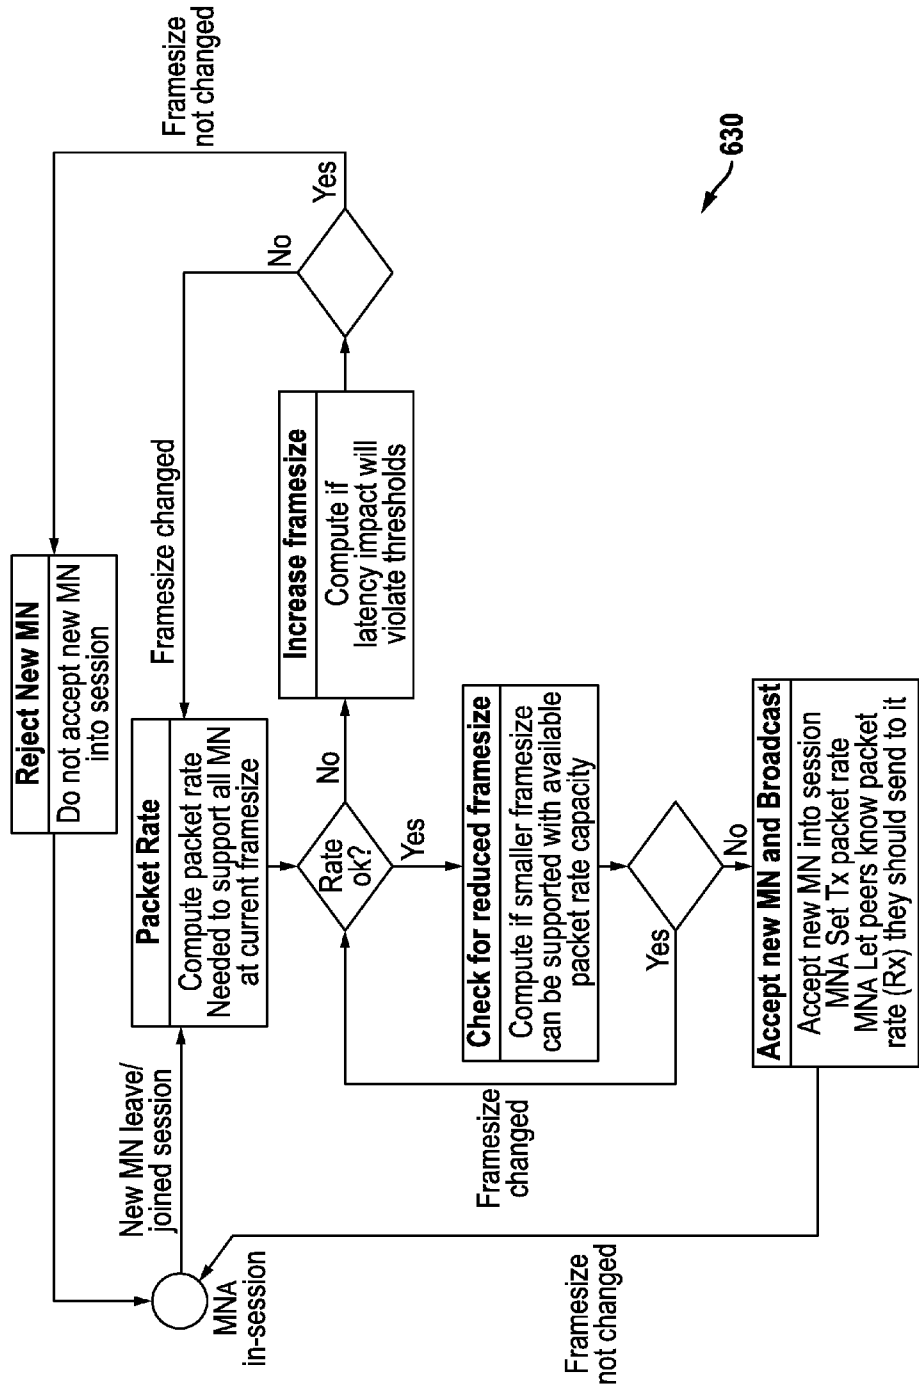 Reject New MN
Do not accept new MN
into session
Framesize
not changed
Framesize changed
New MN leave/
joined session
Packet Rate
Compute packet rate
Needed to support all MN
at current framesize
No
Yes
MNA
in-session
Rate
ok?
No
Yes
Increase framesize
Compute if
latency impact will
violate thresholds
Check for reduced framesize
Compute if smaller framesize
can be supported with available
packet rate capacity
Framesize
changed
Yes
No
Accept new MN and Broadcast
Accept new MN into session
MNA Set Tx packet rate
MNA Let peers know packet
rate (Rx) they should send to it
Framesize
not changed
630